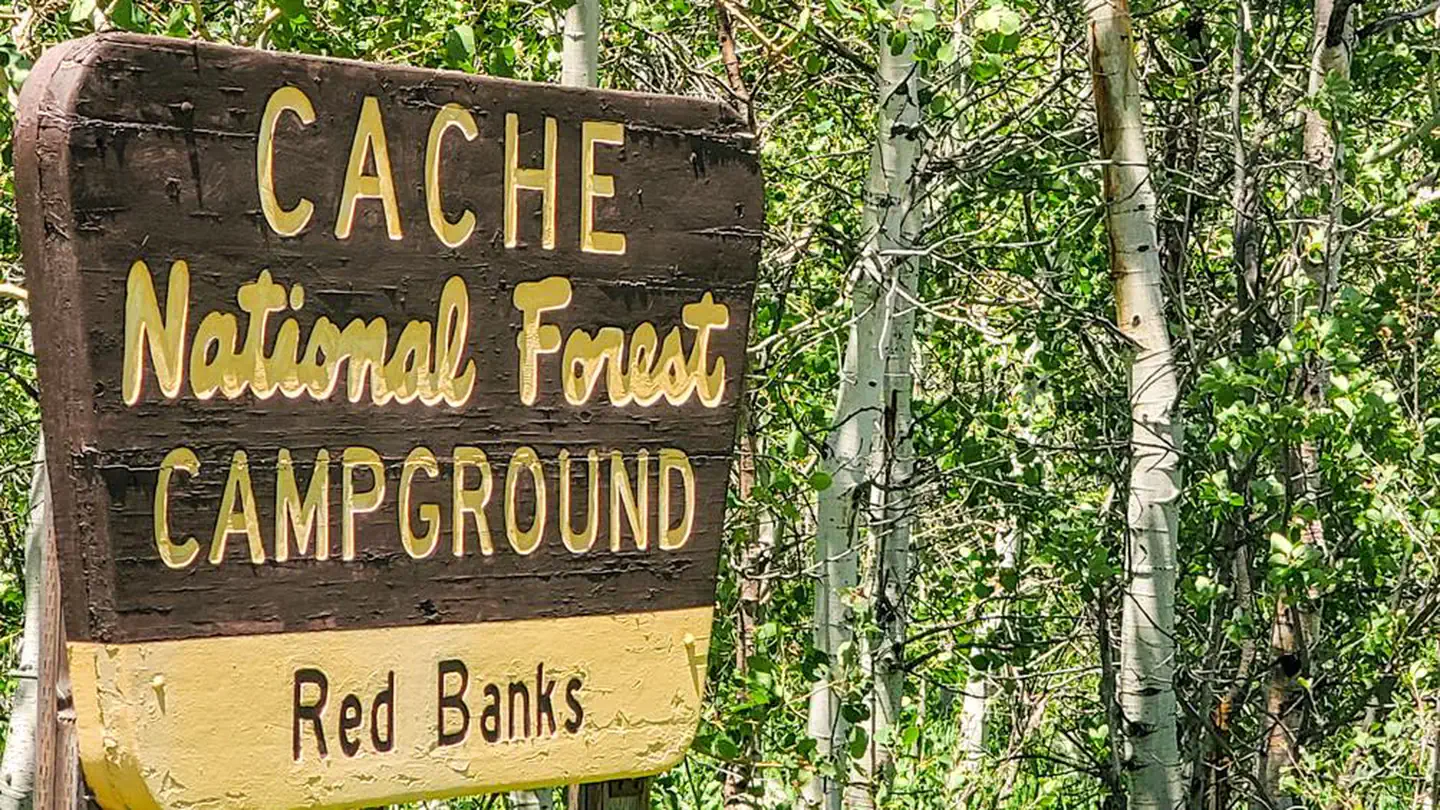 CACHE
National Forest
CAMPGROUND
Red Banks